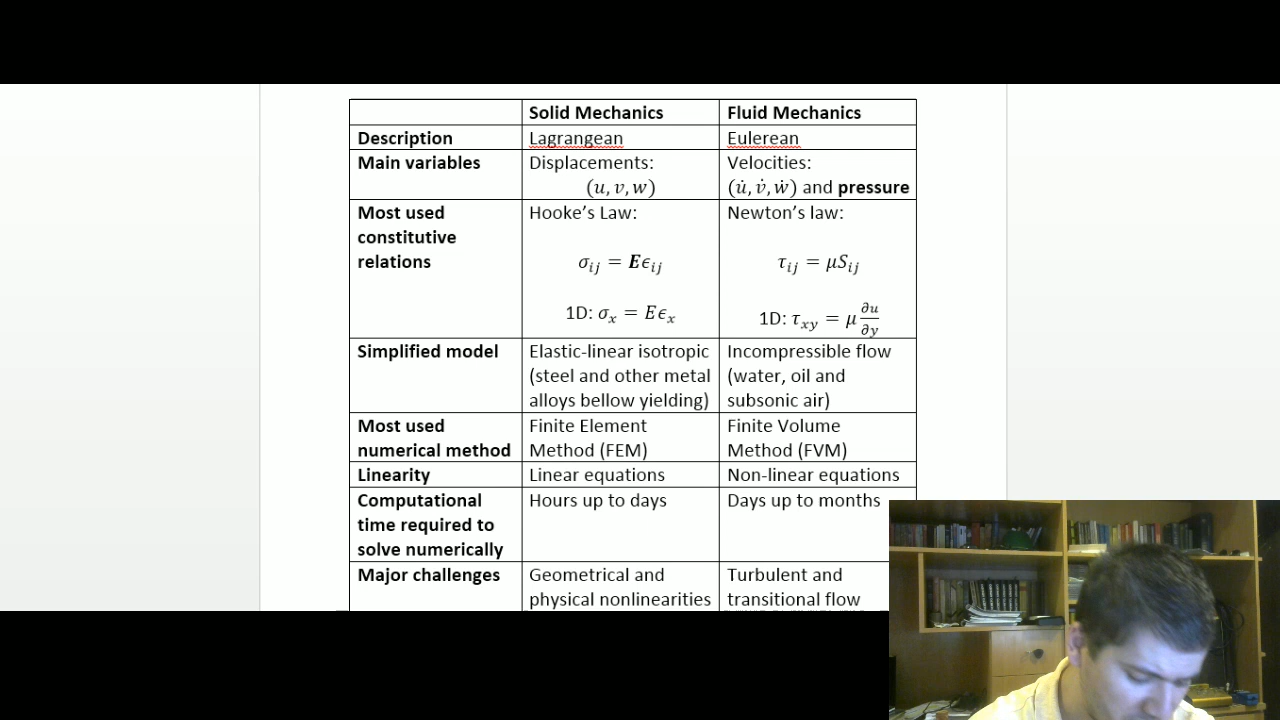 Solid Mechanics Fluid Mechanics
Description Lagrangean Eulerean
Main variables Displacements: Velocities:
(u, v, w) (u̇, v̇, ẇ) and pressure
Most used Hooke's Law: Newton's law:
constitutive
relations σij = Eϵij τij = μSij
1D: σx = Eϵx 1D: τxy = μ ∂u/∂y
Simplified model Elastic-linear isotropic Incompressible flow
(steel and other metal (water, oil and
alloys bellow yielding) subsonic air)
Most used Finite Element Finite Volume
numerical method Method (FEM) Method (FVM)
Linearity Linear equations Non-linear equations
Computational Hours up to days Days up to months
time required to
solve numerically
Major challenges Geometrical and Turbulent and
physical nonlinearities transitional flow